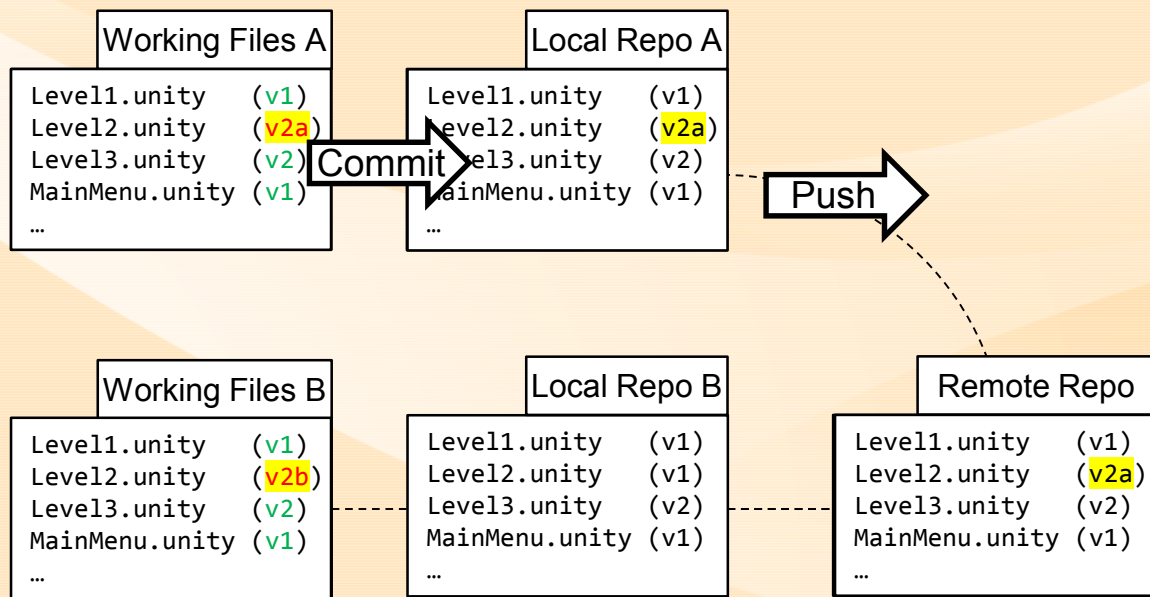 Working Files A
Level1.unity (v1)
Level2.unity (v2a)
Level3.unity (v2)
MainMenu.unity (v1)
…
Commit
Local Repo A
Level1.unity (v1)
Level2.unity (v2a)
Level3.unity (v2)
MainMenu.unity (v1)
…
Push
Working Files B
Level1.unity (v1)
Level2.unity (v2b)
Level3.unity (v2)
MainMenu.unity (v1)
…
Local Repo B
Level1.unity (v1)
Level2.unity (v1)
Level3.unity (v2)
MainMenu.unity (v1)
…
Remote Repo
Level1.unity (v1)
Level2.unity (v2a)
Level3.unity (v2)
MainMenu.unity (v1)
…